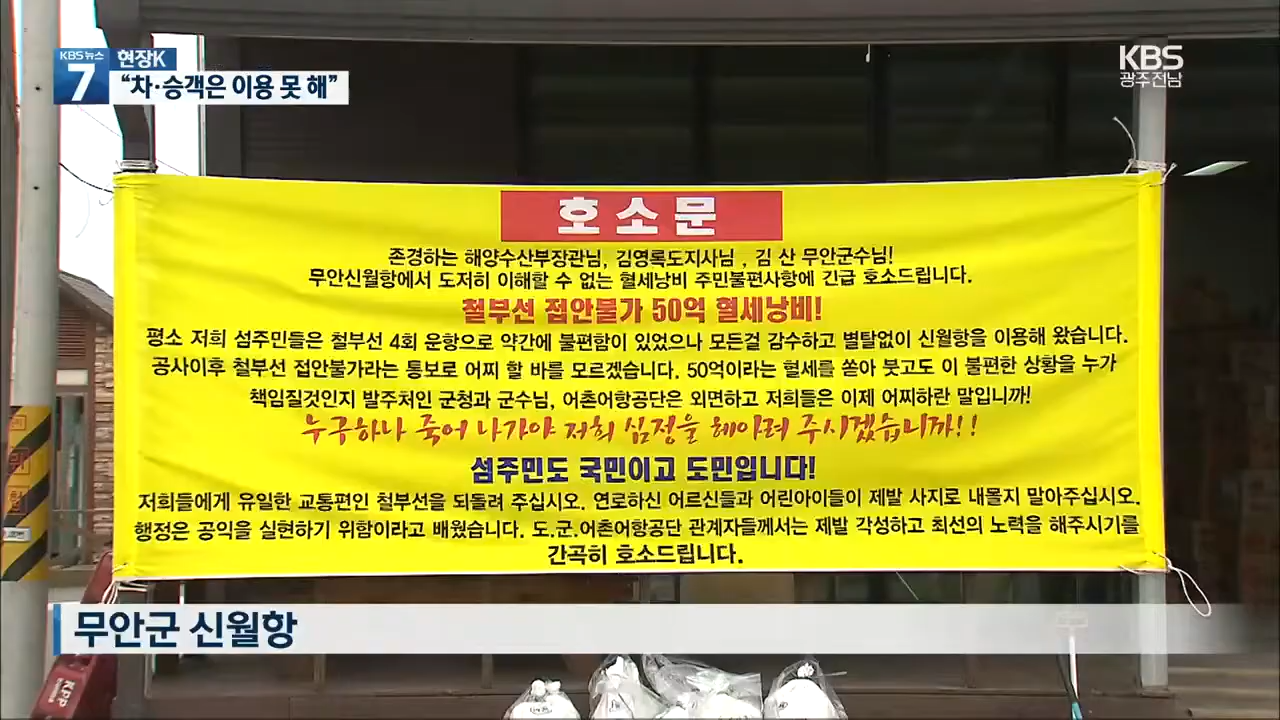 KBS 뉴스
7
현장K
“차·승객은 이용 못 해”
KBS
광주전남
호소문
존경하는 해양수산부장관님, 김영록도지사님 , 김 산 무안군수님!
무안신월항에서 도저히 이해할 수 없는 혈세낭비 주민불편사항에 긴급 호소드립니다.
철부선 접안불가 50억 혈세낭비!
평소 저희 섬주민들은 철부선 4회 운항으로 약간에 불편함이 있었으나 모든걸 감수하고 별탈없이 신월항을 이용해 왔습니다.
공사이후 철부선 접안불가라는 통보로 어찌 할 바를 모르겠습니다. 50억이라는 혈세를 쏟아 붓고도 이 불편한 상황을 누가
책임질것인지 발주처인 군청과 군수님, 어촌어항공단은 외면하고 저희들은 이제 어찌하란 말입니까!
누구하나 죽어 나가야 저희 심정을 헤아려 주시겠습니까!!
섬주민도 국민이고 도민입니다!
저희들에게 유일한 교통편인 철부선을 되돌려 주십시오. 연로하신 어르신들과 어린아이들이 제발 사지로 내몰지 말아주십시오.
행정은 공익을 실현하기 위함이라고 배웠습니다. 도.군.어촌어항공단 관계자들께서는 제발 각성하고 최선의 노력을 해주시기를
간곡히 호소드립니다.
무안군 신월항
KPP